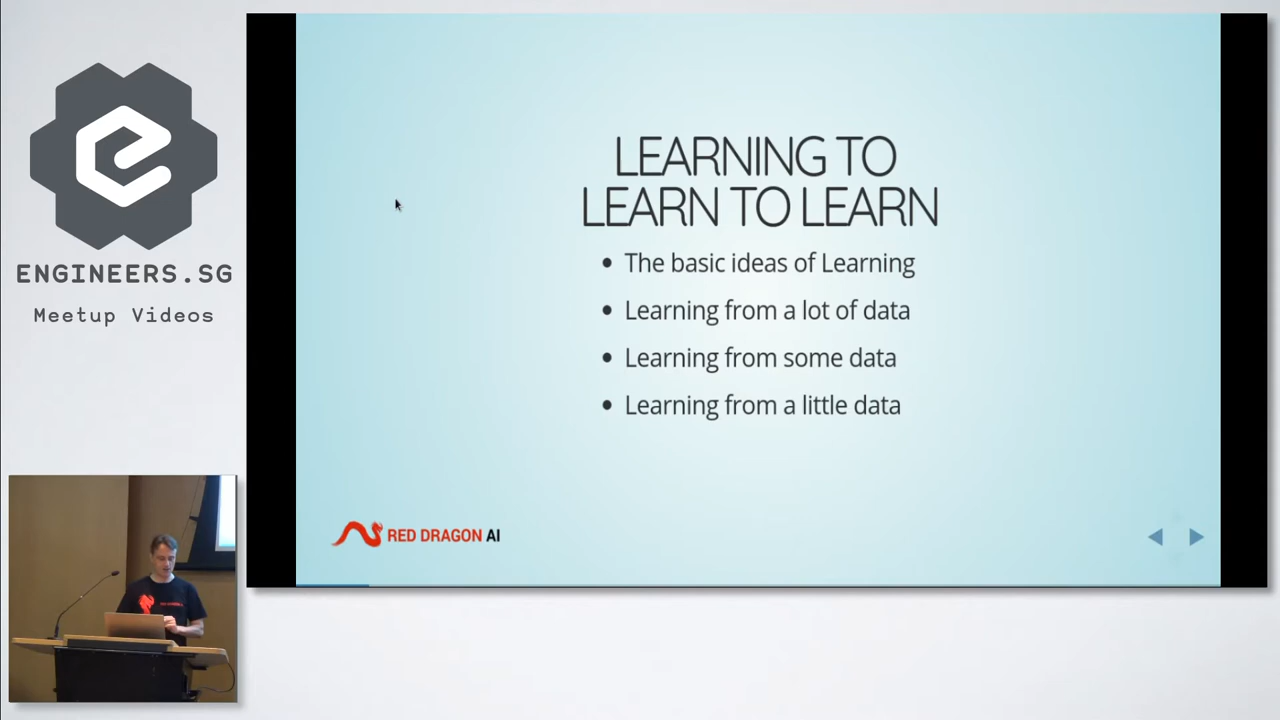 ENGINEERS.SG
Meetup Videos
LEARNING TO
LEARN TO LEARN
• The basic ideas of Learning
• Learning from a lot of data
• Learning from some data
• Learning from a little data
RED DRAGON AI